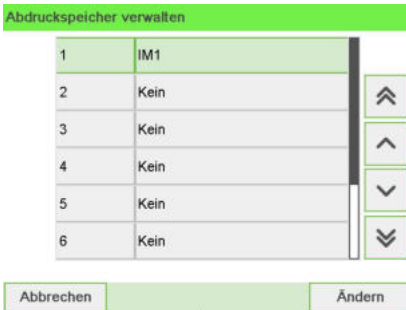 Abdruckspeicher verwalten
1 IM1
2 Kein
3 Kein
4 Kein
5 Kein
6 Kein
Abbrechen Ändern